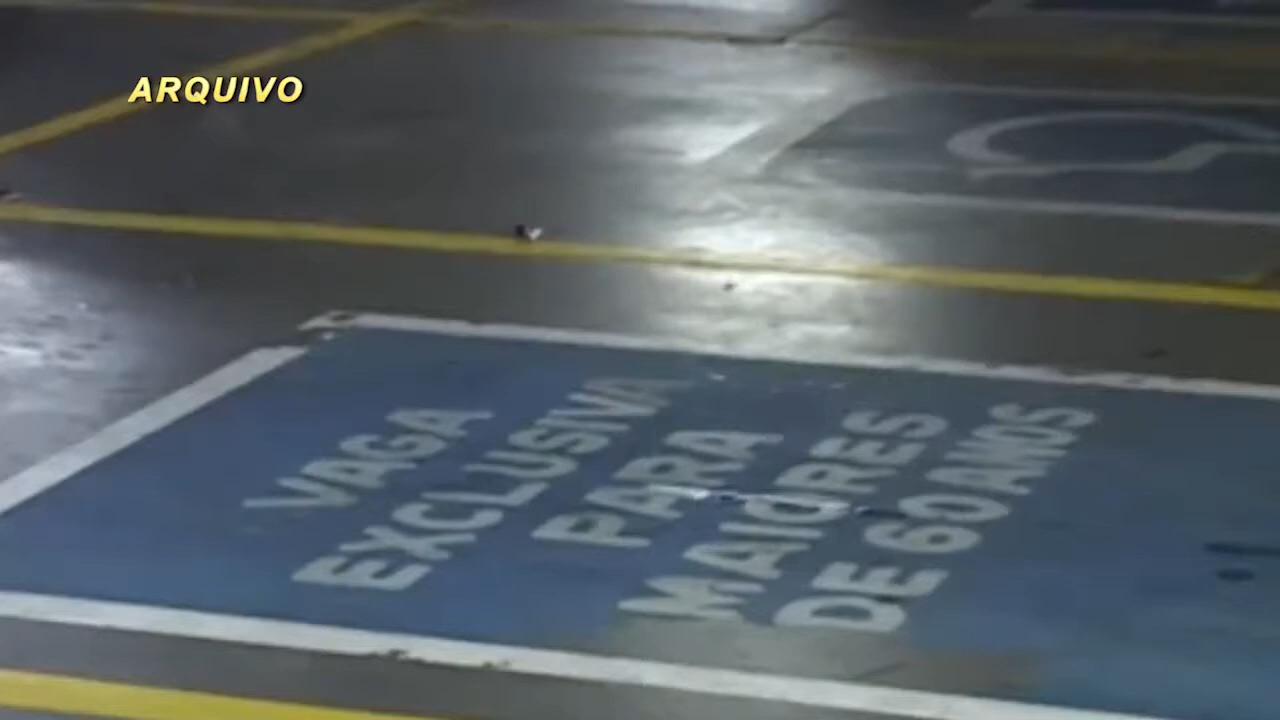 ARQUIVO
VAGA
EXCLUSIVA
PARA
MAIORES
DE 60 ANOS